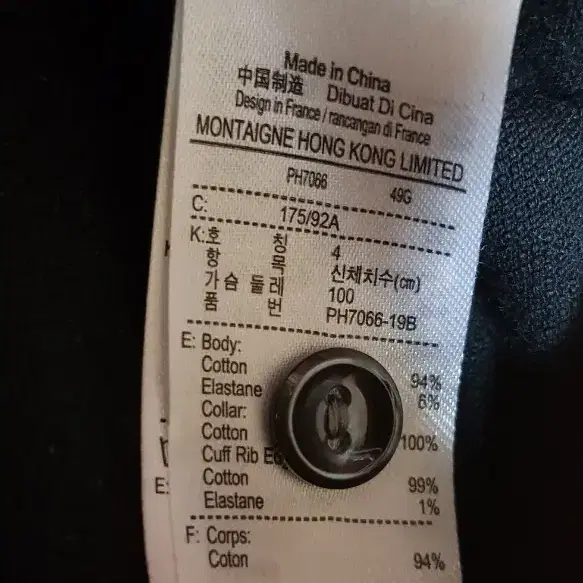 Made in China
中国制造 Dibuat Di Cina
Design in France / rancangan di France
MONTAIGNE HONG KONG LIMITED
PH7066 49G
C: 175/92A
K:호 칭 4
항 목 신체치수(cm)
가슴 둘레 100
품 번 PH7066-19B
E: Body:
Cotton 94%
Elastane 6%
Collar:
Cotton 100%
Cuff Rib
Cotton 99%
Elastane 1%
F: Corps:
Coton 94%
E: